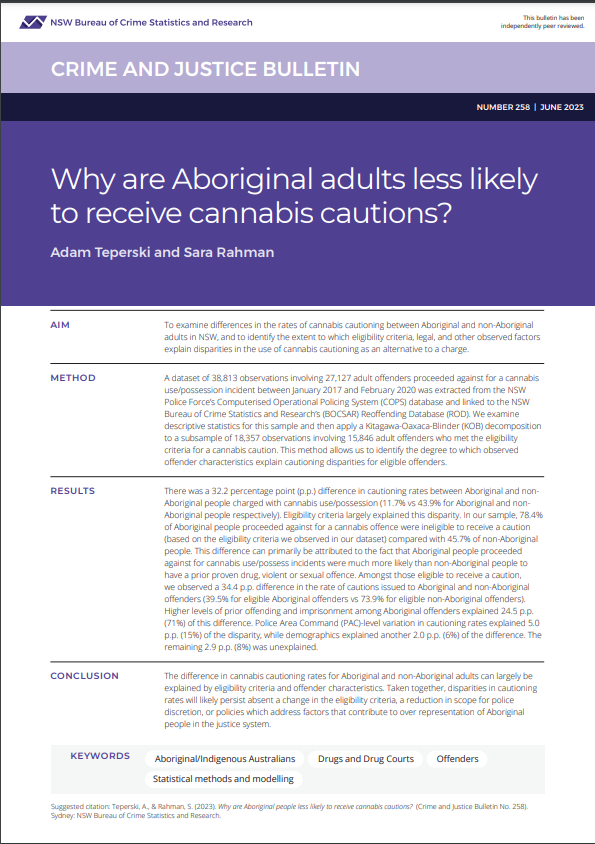 NSW Bureau of Crime Statistics and Research
This bulletin has been
independently peer reviewed.
CRIME AND JUSTICE BULLETIN
NUMBER 258 | JUNE 2023
Why are Aboriginal adults less likely
to receive cannabis cautions?
Adam Teperski and Sara Rahman
AIM
To examine differences in the rates of cannabis cautioning between Aboriginal and non-Aboriginal
adults in NSW, and to identify the extent to which eligibility criteria, legal, and other observed factors
explain disparities in the use of cannabis cautioning as an alternative to a charge.
METHOD
A dataset of 38,813 observations involving 27,127 adult offenders proceeded against for a cannabis
use/possession incident between January 2017 and February 2020 was extracted from the NSW
Police Force's Computerised Operational Policing System (COPS) database and linked to the NSW
Bureau of Crime Statistics and Research's (BOCSAR) Reoffending Database (ROD). We examine
descriptive statistics for this sample and then apply a Kitagawa-Oaxaca-Blinder (KOB) decomposition
to a subsample of 18,357 observations involving 15,846 adult offenders who met the eligibility
criteria for a cannabis caution. This method allows us to identify the degree to which observed
offender characteristics explain cautioning disparities for eligible offenders.
RESULTS
There was a 32.2 percentage point (p.p.) difference in cautioning rates between Aboriginal and non-
Aboriginal people charged with cannabis use/possession (11.7% vs 43.9% for Aboriginal and non-
Aboriginal people respectively). Eligibility criteria largely explained this disparity. In our sample, 78.4%
of Aboriginal people proceeded against for a cannabis offence were ineligible to receive a caution
(based on the eligibility criteria we observed in our dataset) compared with 45.7% of non-Aboriginal
people. This difference can primarily be attributed to the fact that Aboriginal people proceeded
against for cannabis use/possess incidents were much more likely than non-Aboriginal people to
have a prior proven drug, violent or sexual offence. Amongst those eligible to receive a caution,
we observed a 34.4 p.p. difference in the rate of cautions issued to Aboriginal and non-Aboriginal
offenders (39.5% for eligible Aboriginal offenders vs 73.9% for eligible non-Aboriginal offenders).
Higher levels of prior offending and imprisonment among Aboriginal offenders explained 24.5 p.p.
(71%) of this difference. Police Area Command (PAC)-level variation in cautioning rates explained 5.0
p.p. (15%) of the disparity, while demographics explained another 2.0 p.p. (6%) of the difference. The
remaining 2.9 p.p. (8%) was unexplained.
CONCLUSION
The difference in cannabis cautioning rates for Aboriginal and non-Aboriginal adults can largely be
explained by eligibility criteria and offender characteristics. Taken together, disparities in cautioning
rates will likely persist absent a change in the eligibility criteria, a reduction in scope for police
discretion, or policies which address factors that contribute to over representation of Aboriginal
people in the justice system.
KEYWORDS
Aboriginal/Indigenous Australians
Drugs and Drug Courts
Offenders
Statistical methods and modelling
Suggested citation: Teperski, A., & Rahman, S. (2023). Why are Aboriginal people less likely to receive cannabis cautions? (Crime and Justice Bulletin No. 258).
Sydney: NSW Bureau of Crime Statistics and Research.